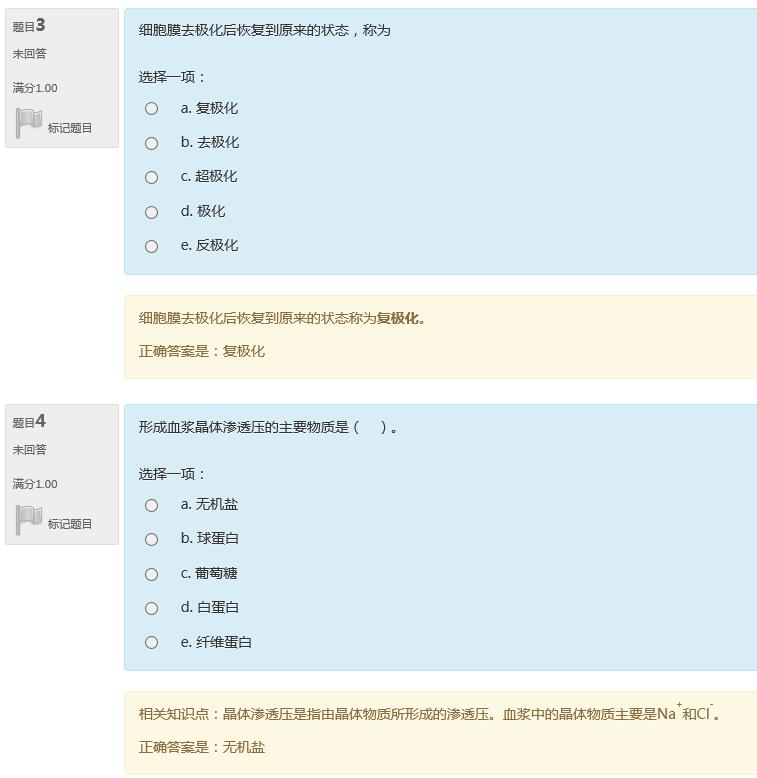 题目3
未回答
满分1.00
标记题目
细胞膜去极化后恢复到原来的状态，称为
选择一项：
a. 复极化
b. 去极化
c. 超极化
d. 极化
e. 反极化
细胞膜去极化后恢复到原来的状态称为复极化。
正确答案是：复极化
题目4
未回答
满分1.00
标记题目
形成血浆晶体渗透压的主要物质是（　）。
选择一项：
a. 无机盐
b. 球蛋白
c. 葡萄糖
d. 白蛋白
e. 纤维蛋白
相关知识点：晶体渗透压是指由晶体物质所形成的渗透压。血浆中的晶体物质主要是Na⁺和Cl⁻。
正确答案是：无机盐